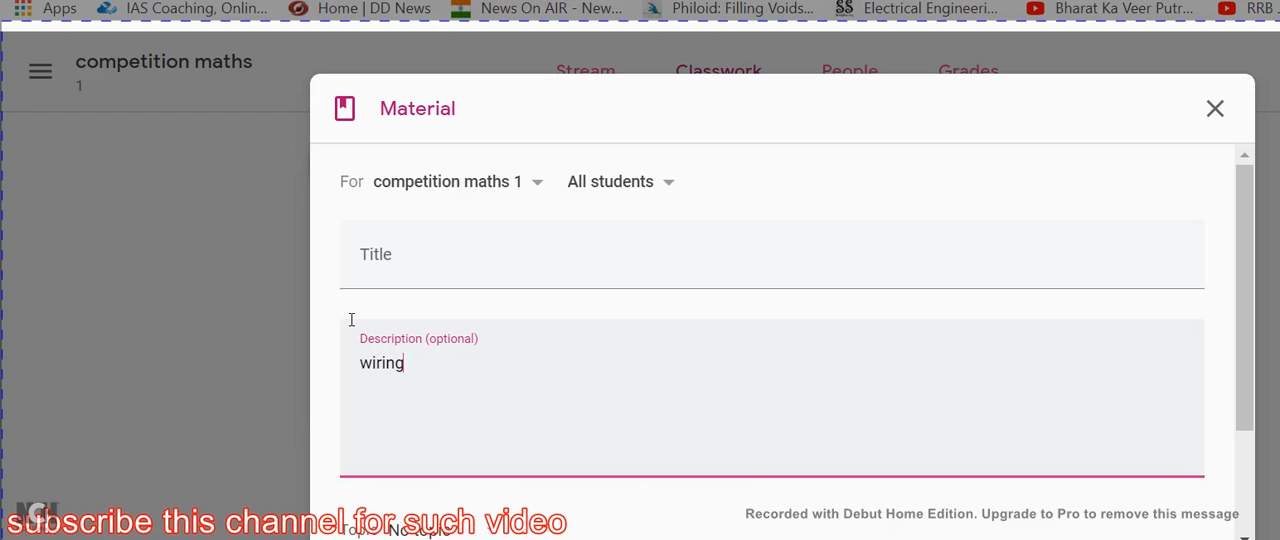 Apps IAS Coaching, Onlin... Home | DD News News On AIR - New... Philoid: Filling Voids... Electrical Engineeri... Bharat Ka Veer Putr... RRB
competition maths
1
Stream Classwork People Grades
Material
For competition maths 1 All students
Title
Description (optional)
wiring
Recorded with Debut Home Edition. Upgrade to Pro to remove this message
subscribe this channel for such video
Topic No topic